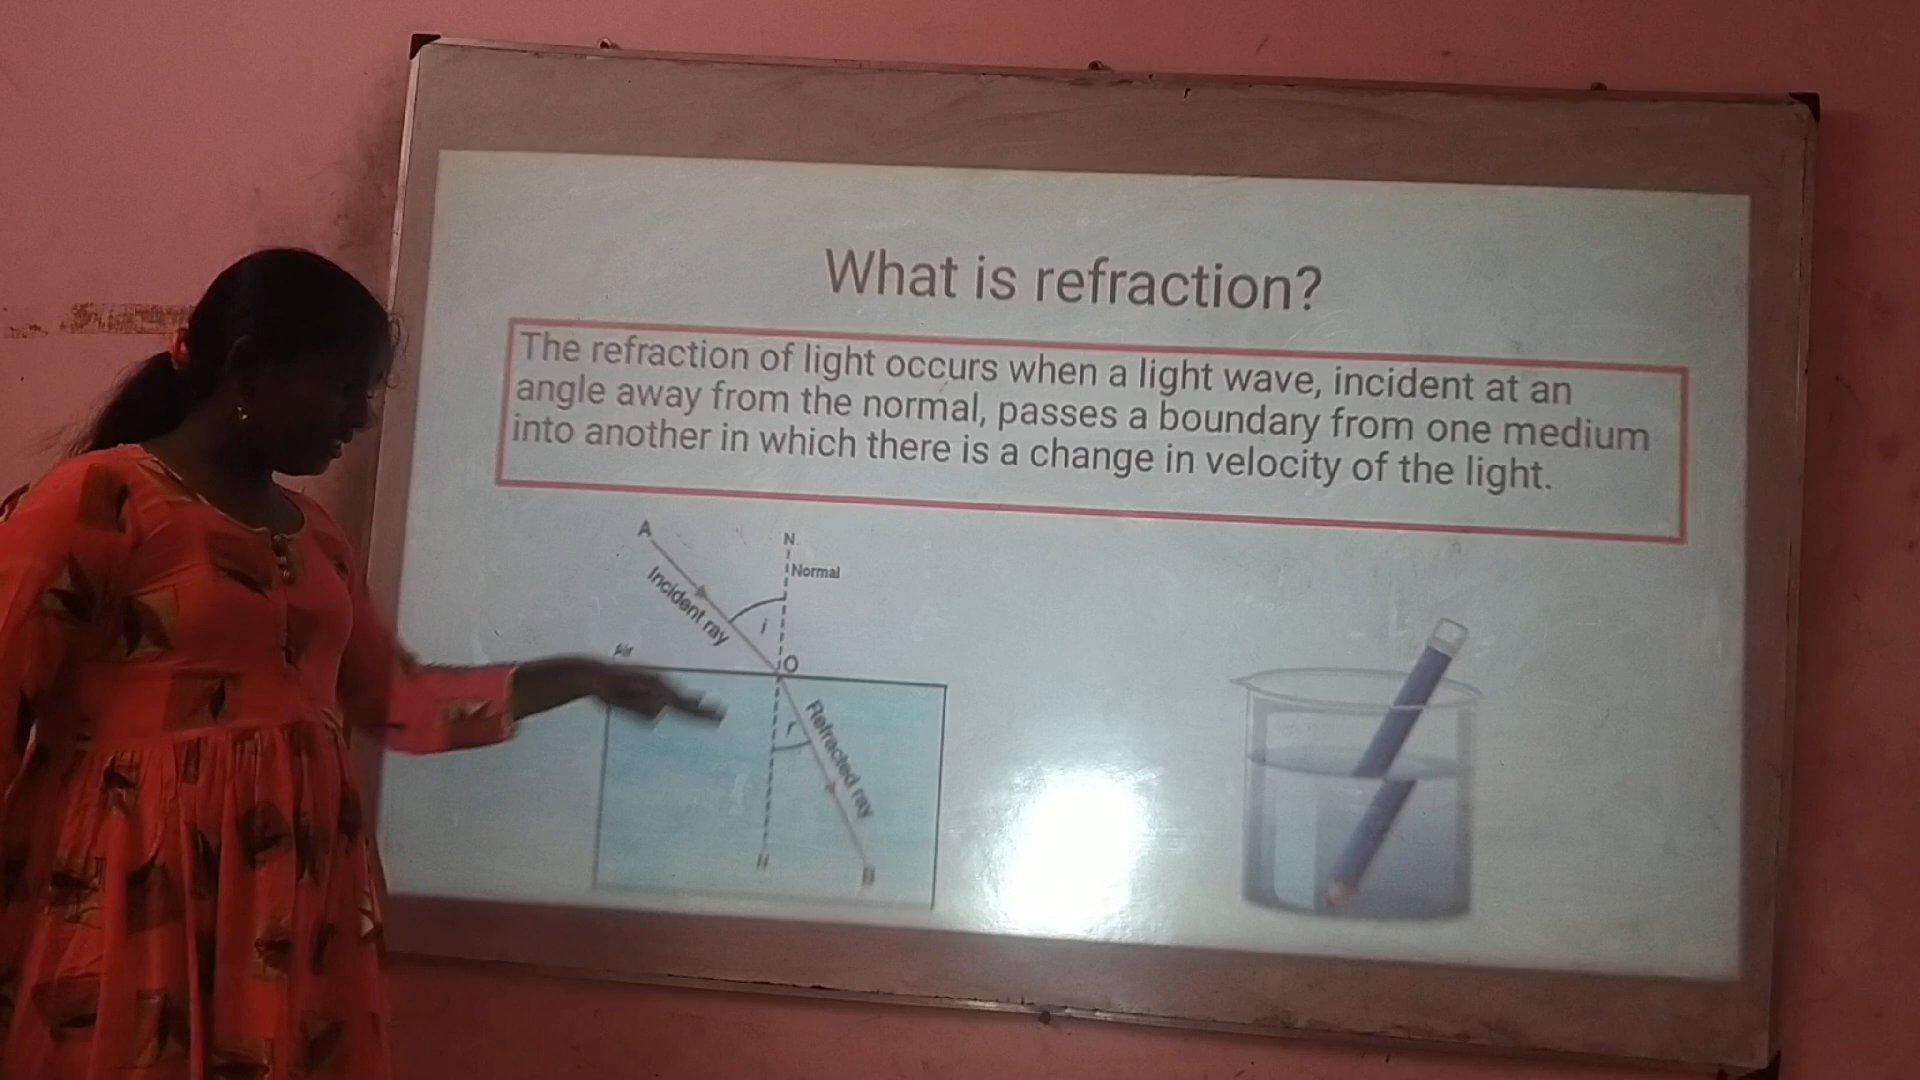 What is refraction?
The refraction of light occurs when a light wave, incident at an
angle away from the normal, passes a boundary from one medium
into another in which there is a change in velocity of the light.
A
N
Normal
Incident ray
i
Air
O
r
Refracted ray